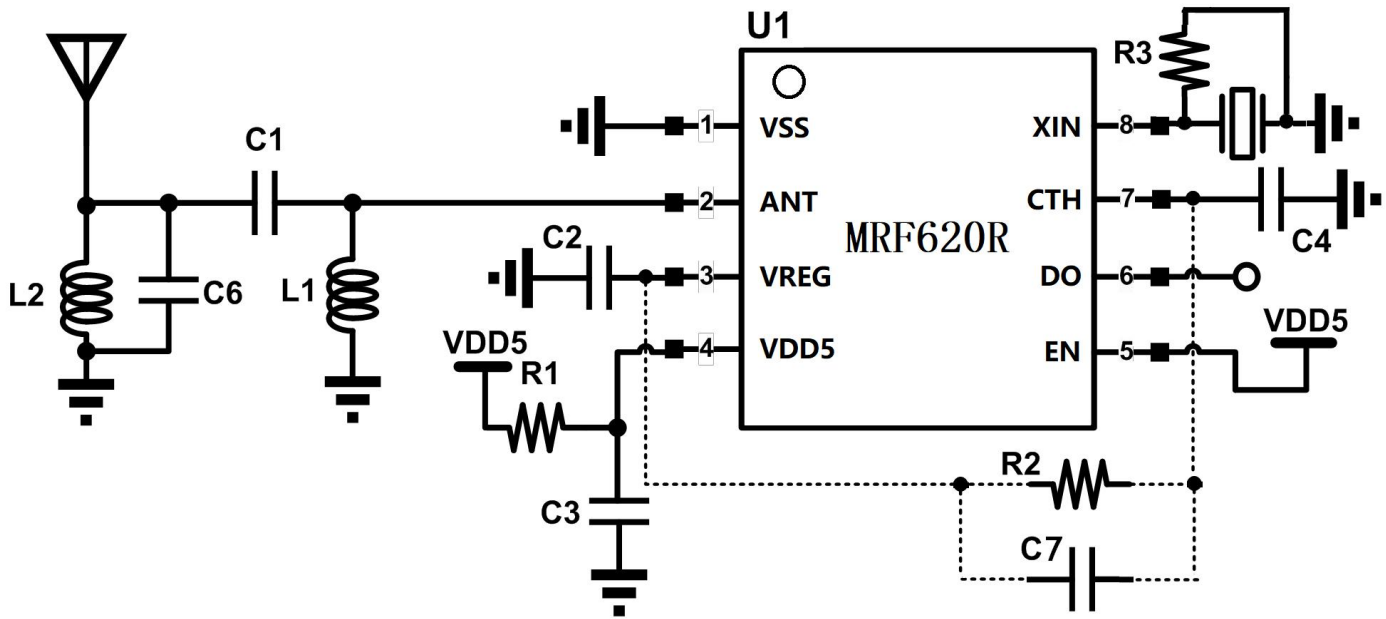 U1
R3
1 VSS
XIN 8
C1
2 ANT
CTH 7
MRF620R
C2
C4
L2
C6
L1
3 VREG
DO 6
VDD5
VDD5
R1
4 VDD5
EN 5
R2
C3
C7